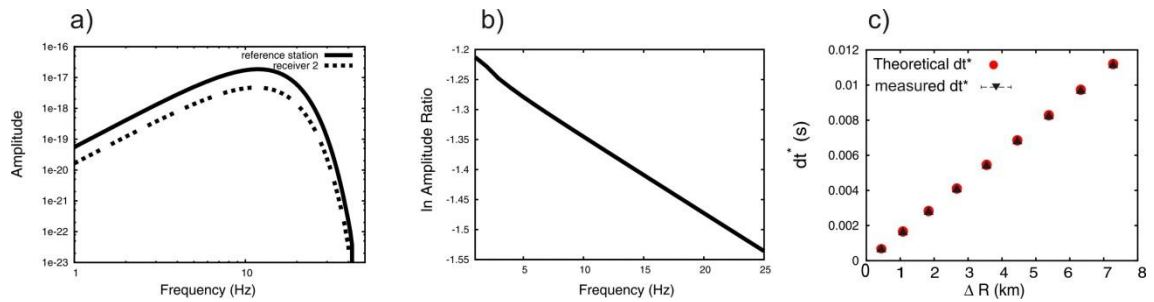 a)
1e-16
1e-17
1e-18
1e-19
1e-20
1e-21
1e-22
1e-23
Amplitude
reference station
receiver 2
1
10
Frequency (Hz)
b)
-1.2
-1.25
-1.3
-1.35
-1.4
-1.45
-1.5
-1.55
ln Amplitude Ratio
5
10
15
20
25
Frequency (Hz)
c)
0.012
0.01
0.008
0.006
0.004
0.002
0
dt* (s)
Theoretical dt*
measured dt*
0 1 2 3 4 5 6 7 8
Δ R (km)